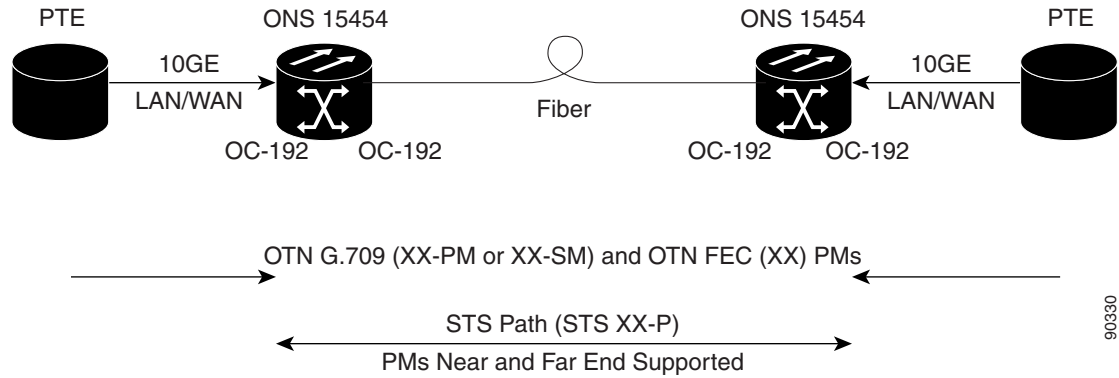 PTE
ONS 15454
ONS 15454
PTE
10GE
LAN/WAN
Fiber
10GE
LAN/WAN
OC-192
OC-192
OC-192
OC-192
OTN G.709 (XX-PM or XX-SM) and OTN FEC (XX) PMs
STS Path (STS XX-P)
PMs Near and Far End Supported
90330